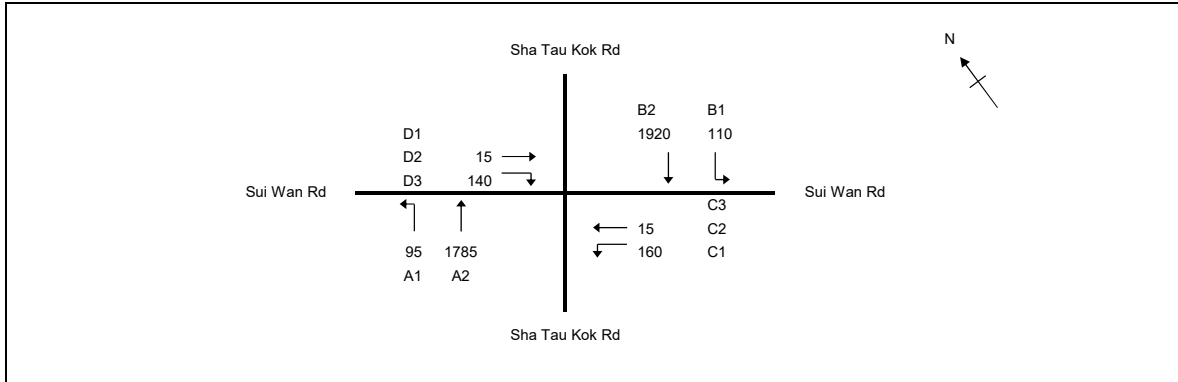 N
Sha Tau Kok Rd
B2 B1
D1 1920 110
D2 15
D3 140
Sui Wan Rd Sui Wan Rd
C3
15 C2
95 1785 160 C1
A1 A2
Sha Tau Kok Rd